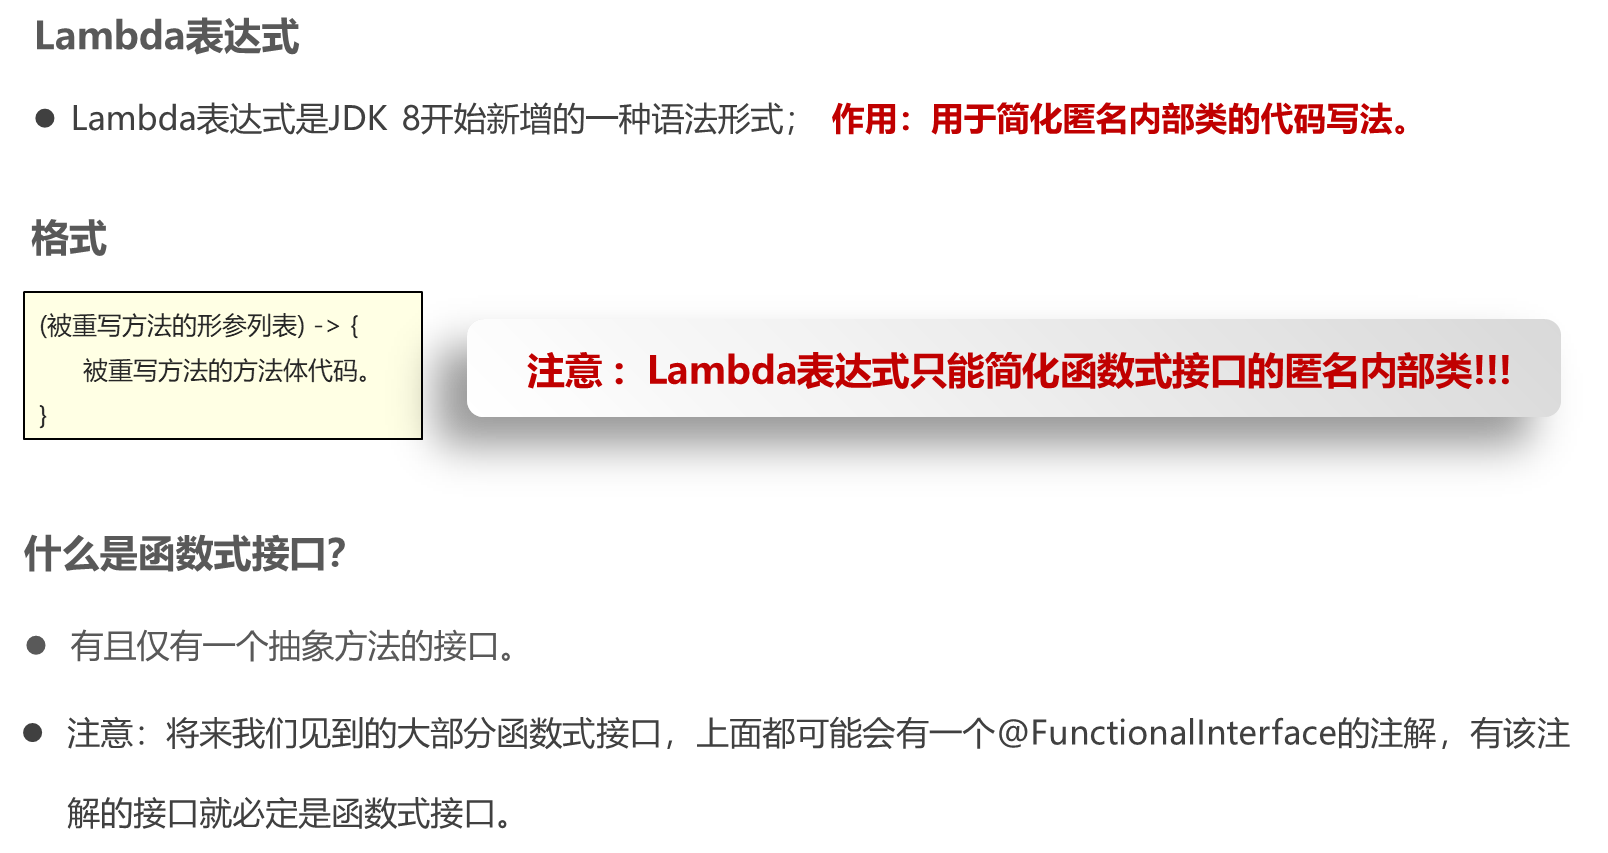 Lambda表达式
● Lambda表达式是JDK 8开始新增的一种语法形式； 作用：用于简化匿名内部类的代码写法。
格式
(被重写方法的形参列表) -> {
被重写方法的方法体代码。
}
注意 ：Lambda表达式只能简化函数式接口的匿名内部类!!!
什么是函数式接口?
● 有且仅有一个抽象方法的接口。
● 注意：将来我们见到的大部分函数式接口，上面都可能会有一个@FunctionalInterface的注解，有该注
解的接口就必定是函数式接口。